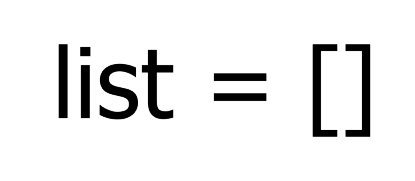 list = []